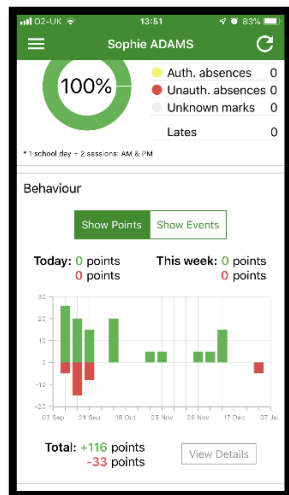 02-UK 13:51 83%
Sophie ADAMS
100%
Auth. absences 0
Unauth. absences 0
Unknown marks 0
Lates 0
* 1 school day = 2 sessions: AM & PM
Behaviour
Show Points Show Events
Today: 0 points This week: 0 points
0 points 0 points
30
20
10
0
-10
-20
03 Sep 24 Sep 15 Oct 05 Nov 26 Nov 17 Dec 07 Ja
Total: +116 points
-33 points View Details